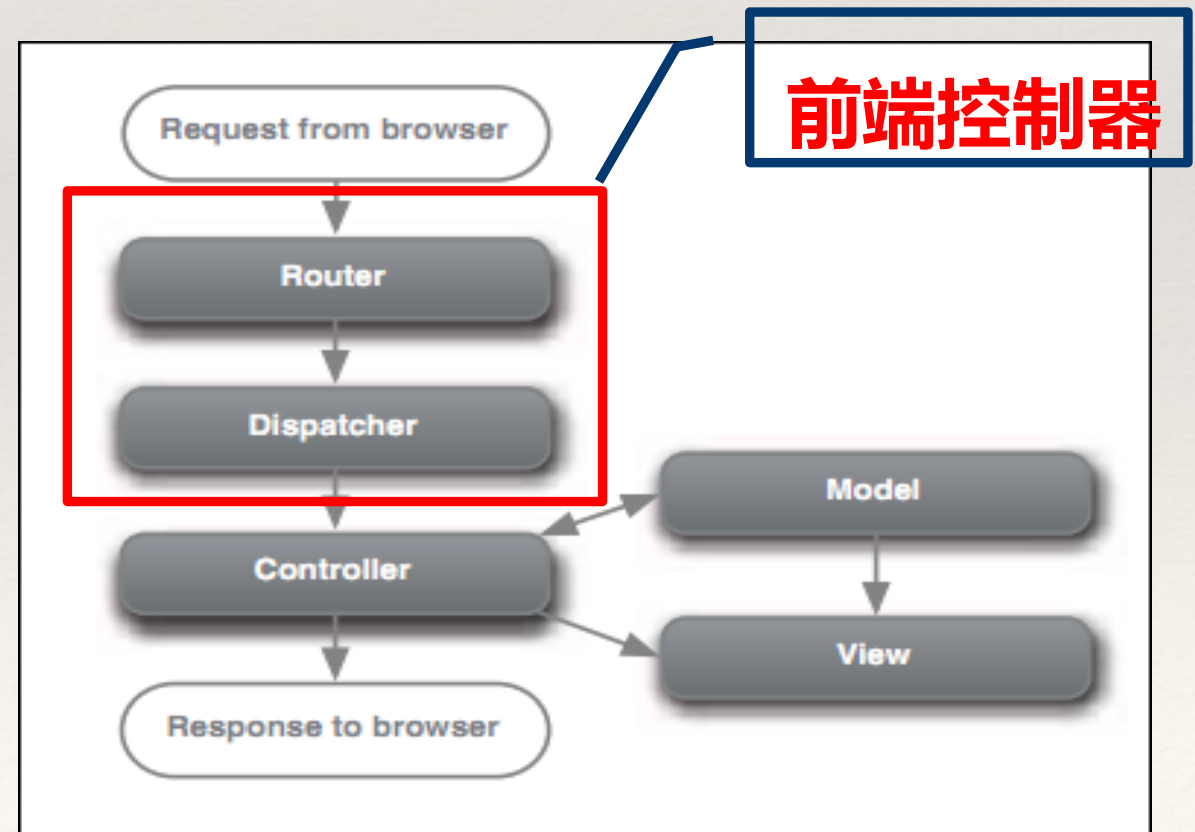 前端控制器
Request from browser
Router
Dispatcher
Model
Controller
View
Response to browser